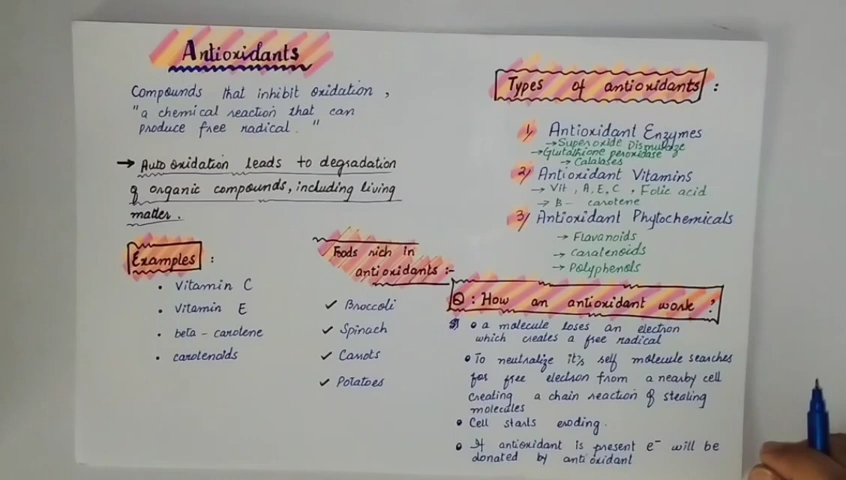 Antioxidants
Compounds that inhibit oxidation,
"a chemical reaction that can
produce free radical."
→ Auto oxidation leads to degradation
of organic compounds, including living
matter.
Examples :
• Vitamin C
• Vitamin E
• beta - carotene
• carotenoids
Foods rich in
antioxidants :-
✓ Broccoli
✓ Spinach
✓ Carrots
✓ Potatoes
Types of antioxidants :
1) Antioxidant Enzymes
→ Superoxide Dismutaze
→ Glutathione peroxidase
→ Catalases
2) Antioxidant Vitamins
→ Vit, A, E, C, Folic acid
→ B - carotene
3) Antioxidant Phytochemicals
→ Flavanoids
→ Caratenoids
→ Polyphenols
Q : How an antioxidant work ?
• a molecule loses an electron
which creates a free radical
• To neutralize it's self molecule searches
for free electron from a nearby cell
creating a chain reaction of stealing
molecules
• Cell starts eroding.
• If antioxidant is present e⁻ will be
donated by antioxidant